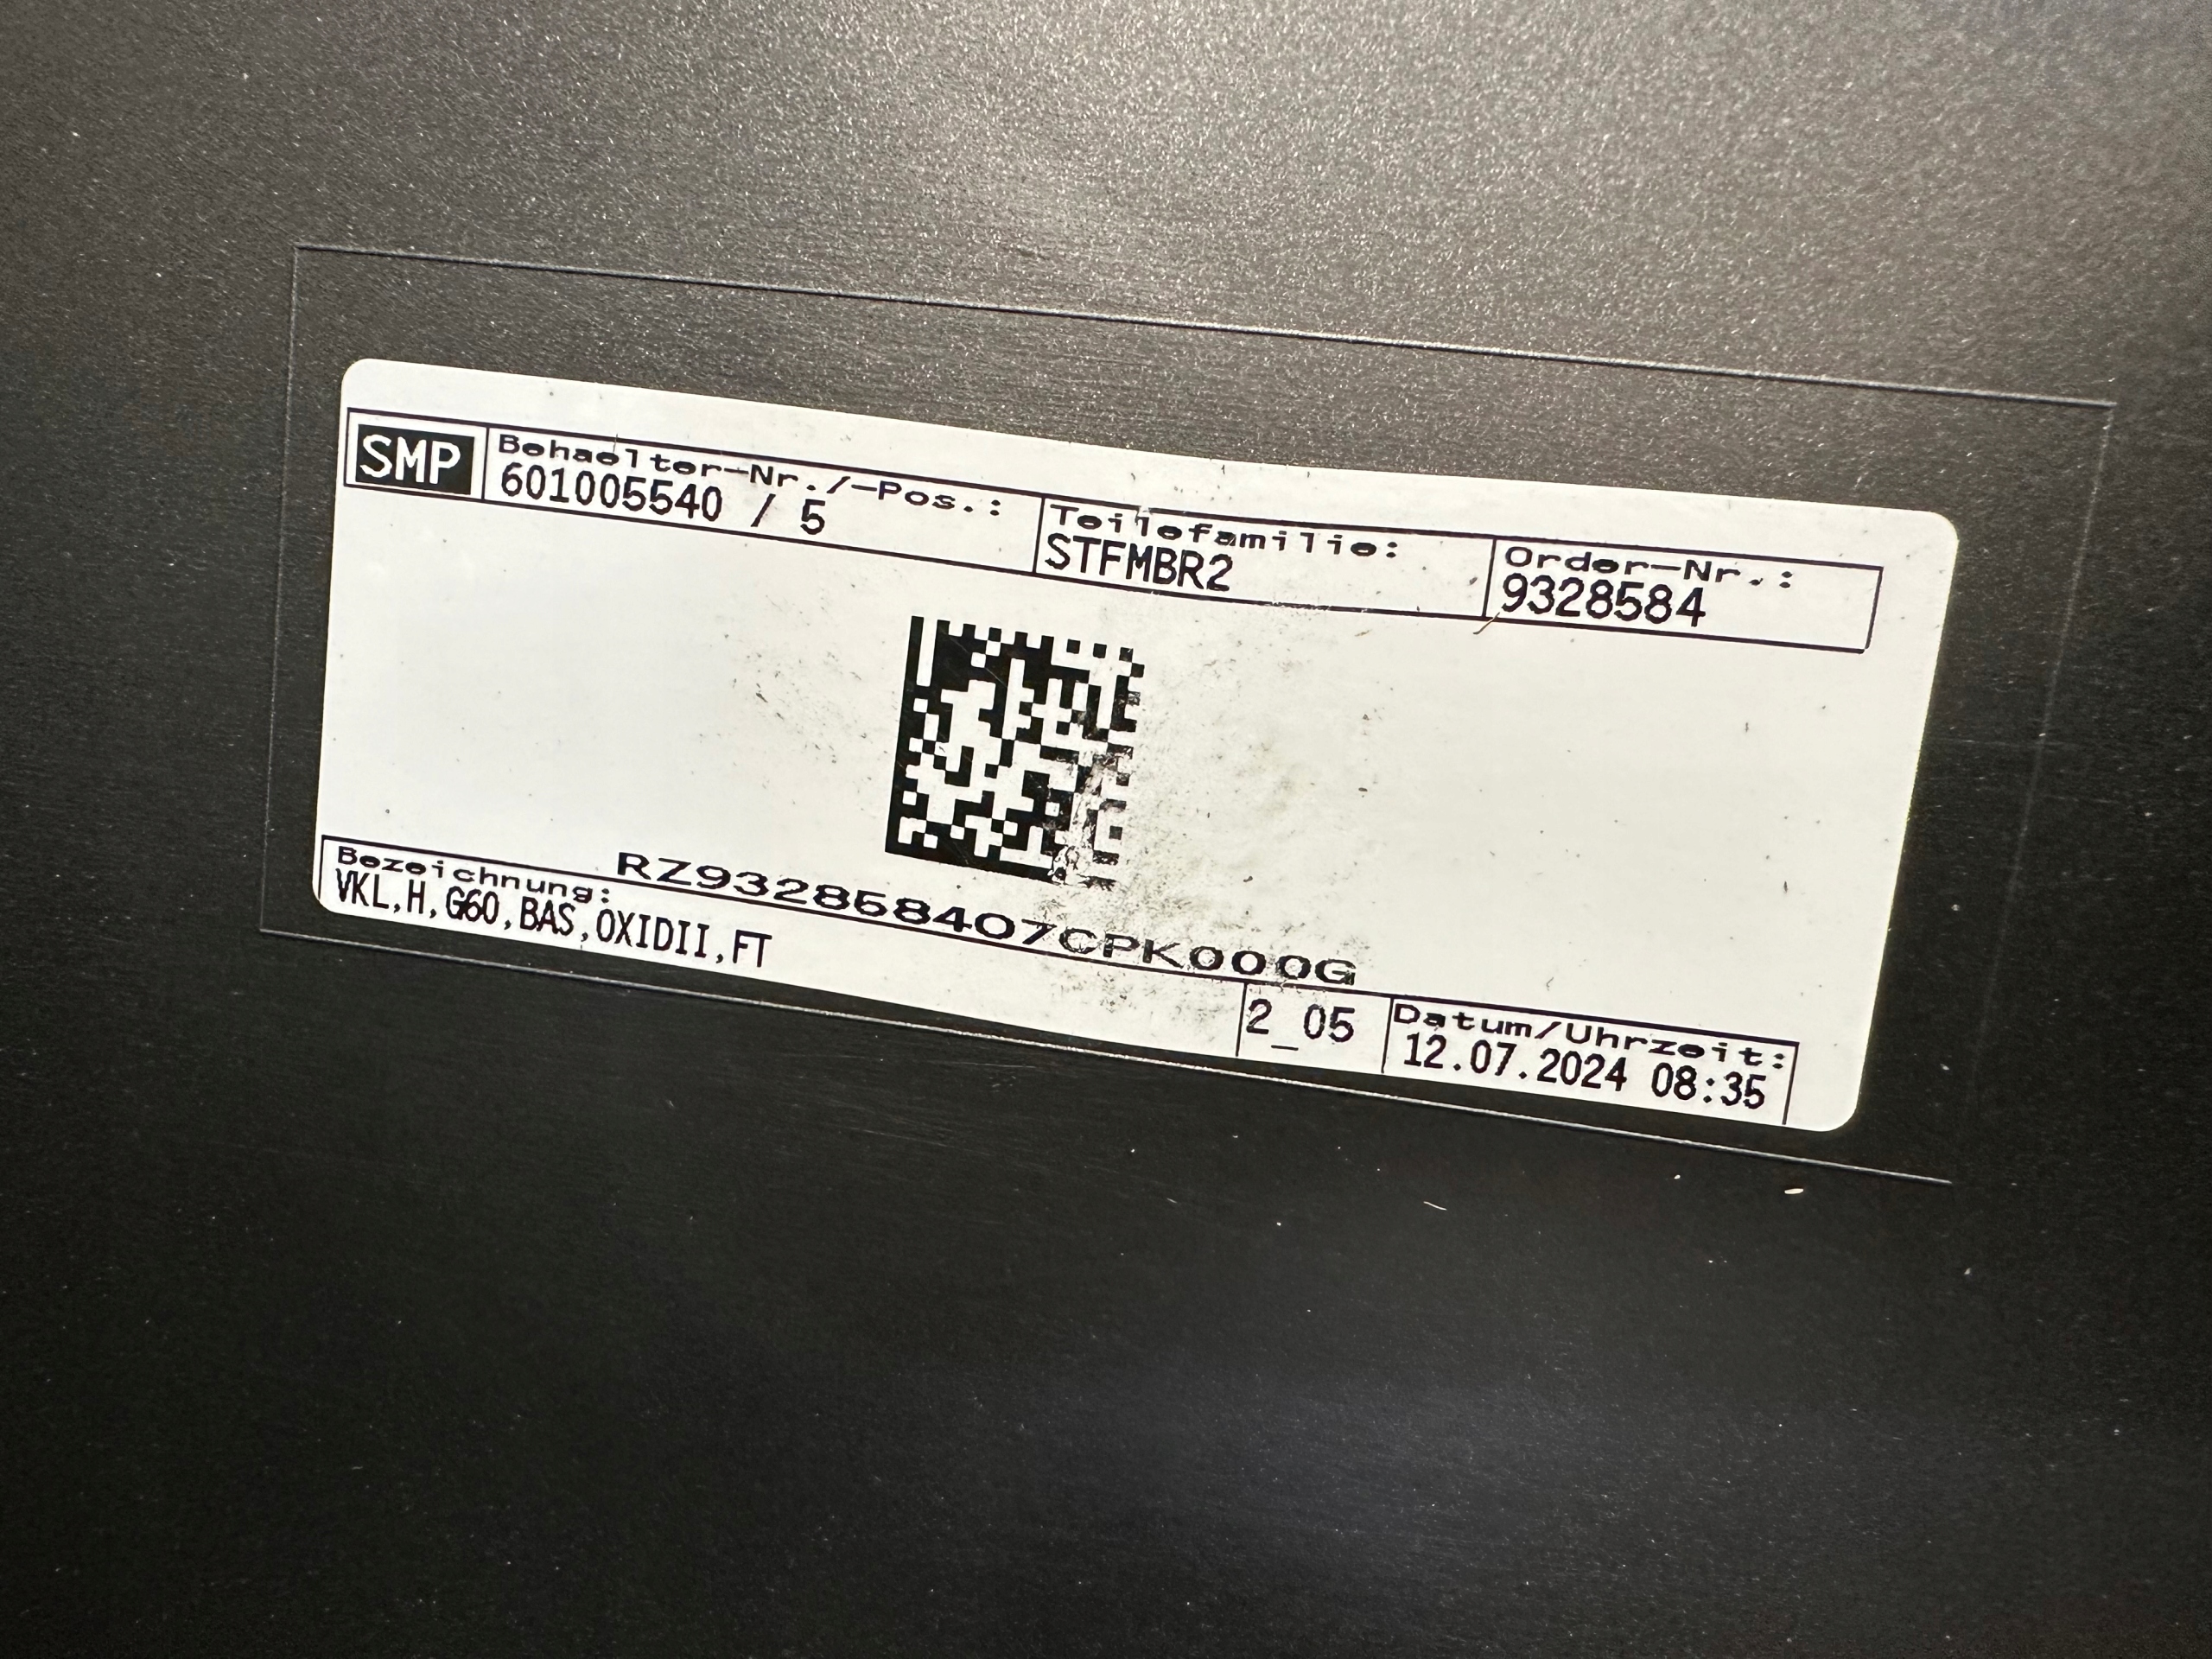 SMP
Behaelter-Nr./-Pos.:
601005540 / 5
Teilefamilie:
STFMBR2
Order-Nr.:
9328584
RZ932858407CPK000G
Bezeichnung:
VKL,H,G60,BAS,OXIDII,FT
2_05
Datum/Uhrzeit:
12.07.2024 08:35